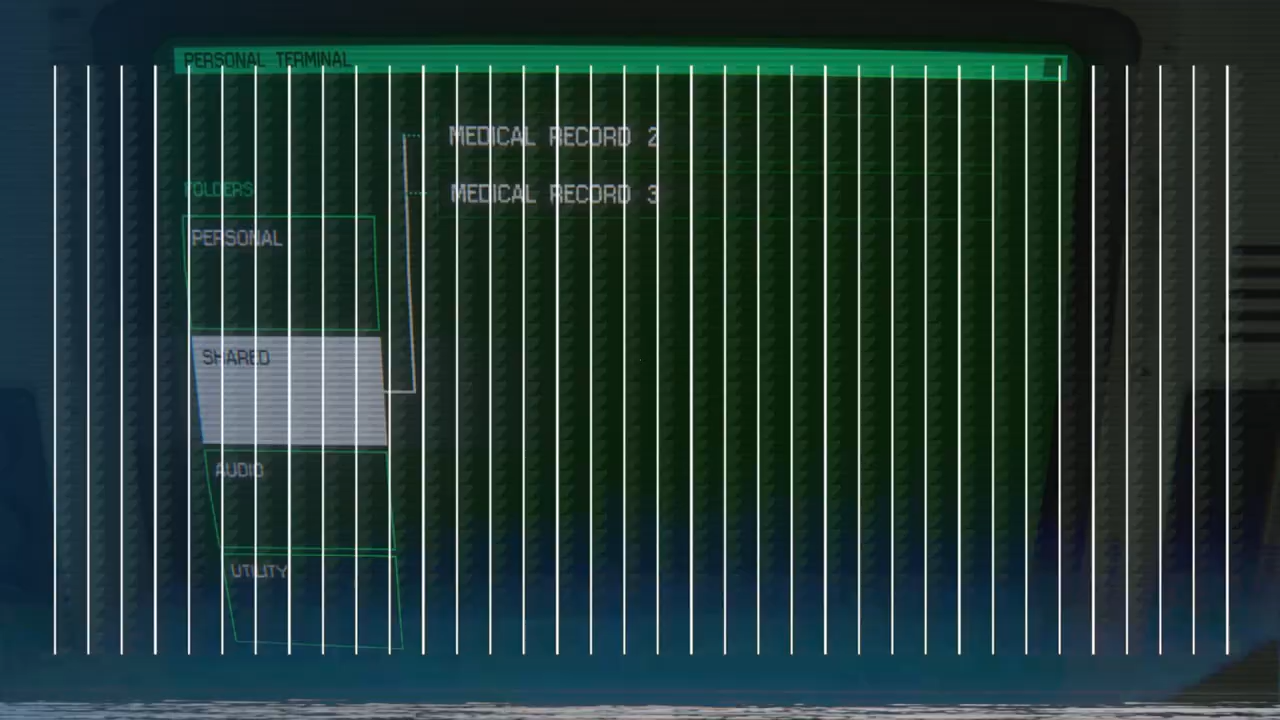 PERSONAL TERMINAL
FOLDERS
PERSONAL
SHARED
AUDIO
UTILITY
MEDICAL RECORD 2
MEDICAL RECORD 3